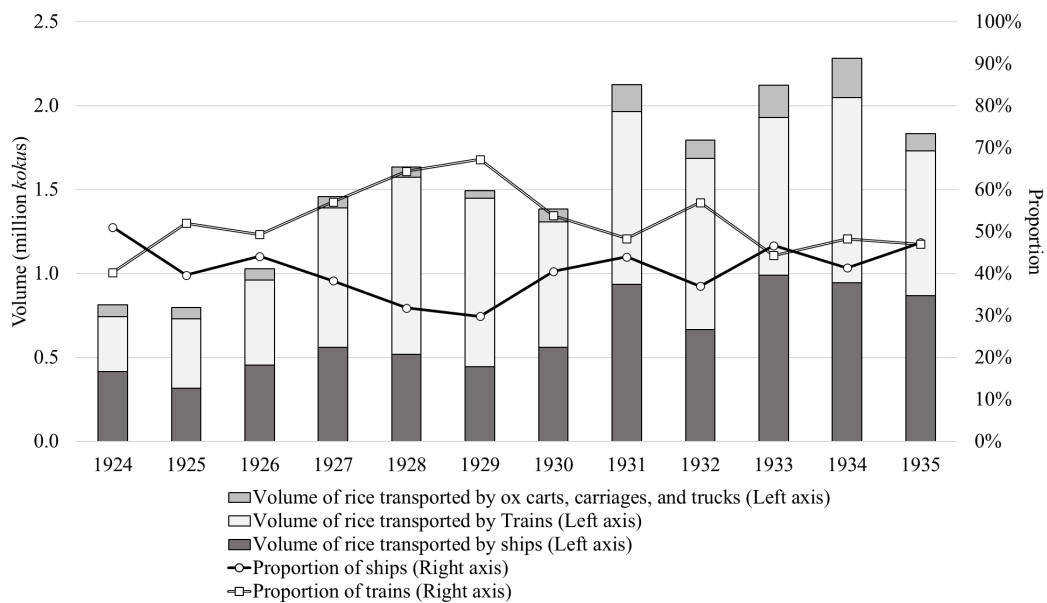 2.5
2.0
1.5
1.0
0.5
0.0
Volume (million kokus)
100%
90%
80%
70%
60%
50%
40%
30%
20%
10%
0%
Proportion
1924 1925 1926 1927 1928 1929 1930 1931 1932 1933 1934 1935
Volume of rice transported by ox carts, carriages, and trucks (Left axis)
Volume of rice transported by Trains (Left axis)
Volume of rice transported by ships (Left axis)
Proportion of ships (Right axis)
Proportion of trains (Right axis)